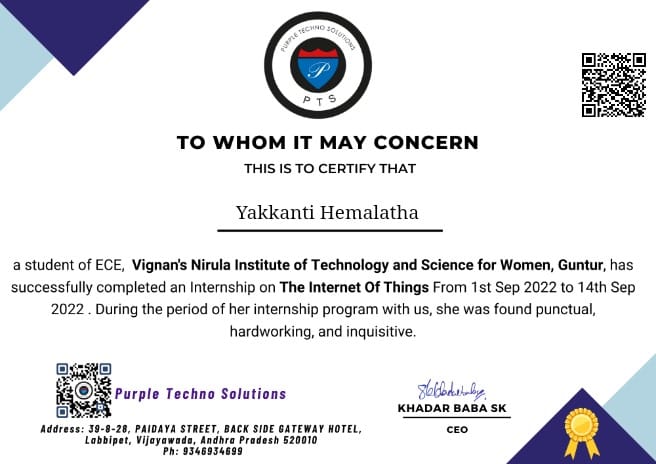 PURPLE TECHNO SOLUTIONS
P
PTS
TO WHOM IT MAY CONCERN
THIS IS TO CERTIFY THAT
Yakkanti Hemalatha
a student of ECE, Vignan's Nirula Institute of Technology and Science for Women, Guntur, has
successfully completed an Internship on The Internet Of Things From 1st Sep 2022 to 14th Sep
2022 . During the period of her internship program with us, she was found punctual,
hardworking, and inquisitive.
Purple Techno Solutions
Address: 39-8-28, PAIDAYA STREET, BACK SIDE GATEWAY HOTEL,
Labbipet, Vijayawada, Andhra Pradesh 520010
Ph: 9346934699
KHADAR BABA SK
CEO